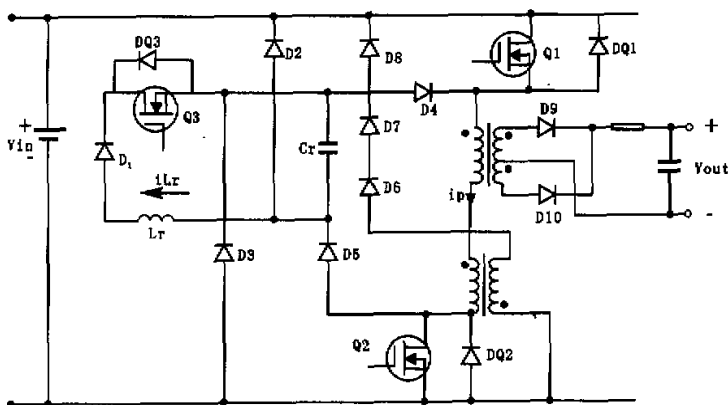 DQ3
D2
D8
Q1
DQ1
+
Vin
-
Q3
D4
D9
+
D7
D1
Cr
Vout
iLr
D6
ip
D10
-
Lr
D3
D5
Q2
DQ2